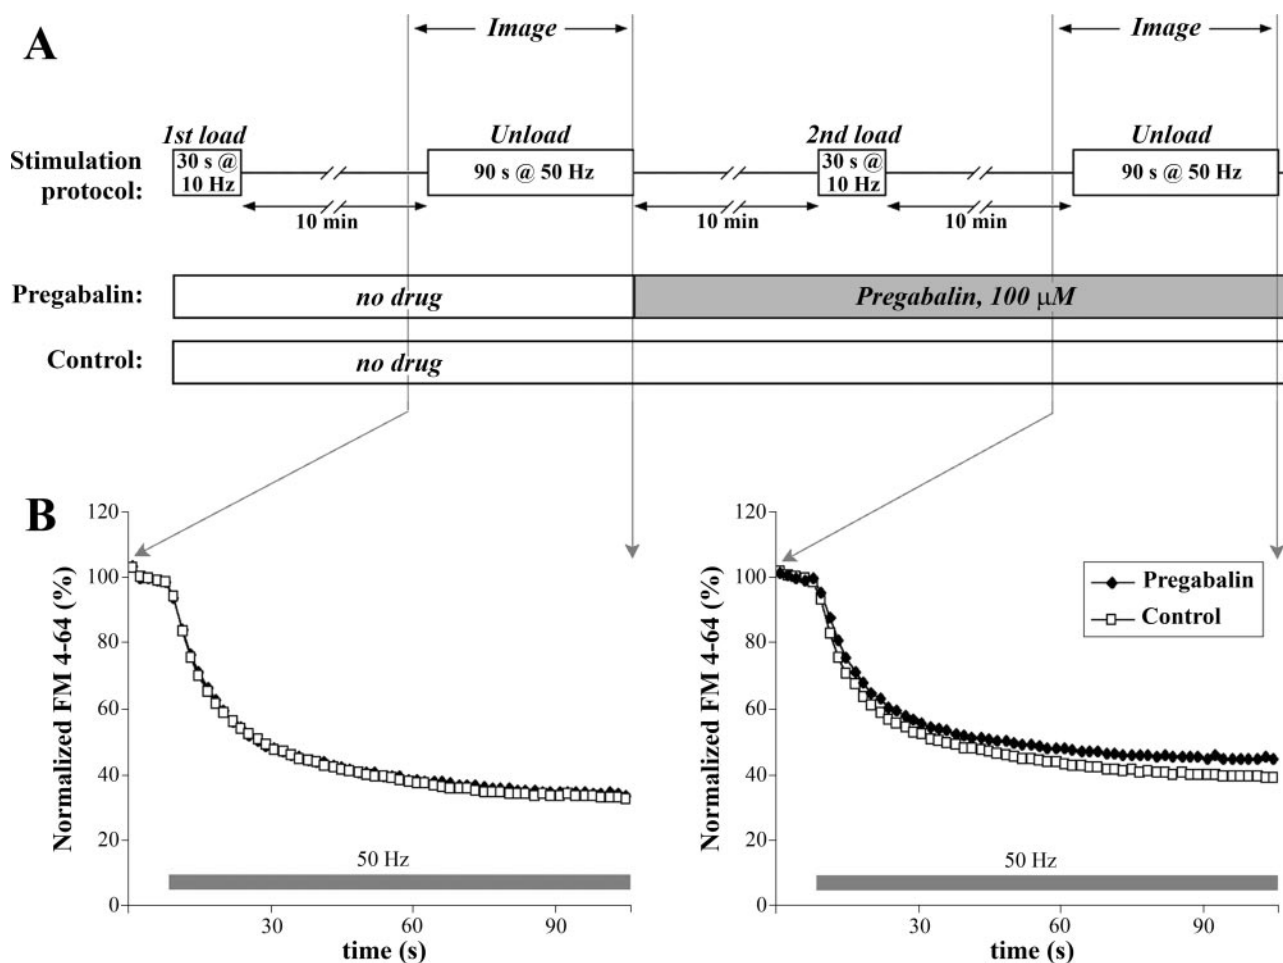 A
Image
Image
1st load
Unload
2nd load
Unload
Stimulation
protocol:
30 s @
10 Hz
90 s @ 50 Hz
30 s @
10 Hz
90 s @ 50 Hz
10 min
10 min
10 min
Pregabalin:
no drug
Pregabalin, 100 μM
Control:
no drug
B
Normalized FM 4-64 (%)
120
100
80
60
40
20
0
50 Hz
30
60
90
time (s)
Normalized FM 4-64 (%)
120
100
80
60
40
20
0
Pregabalin
Control
50 Hz
30
60
90
time (s)